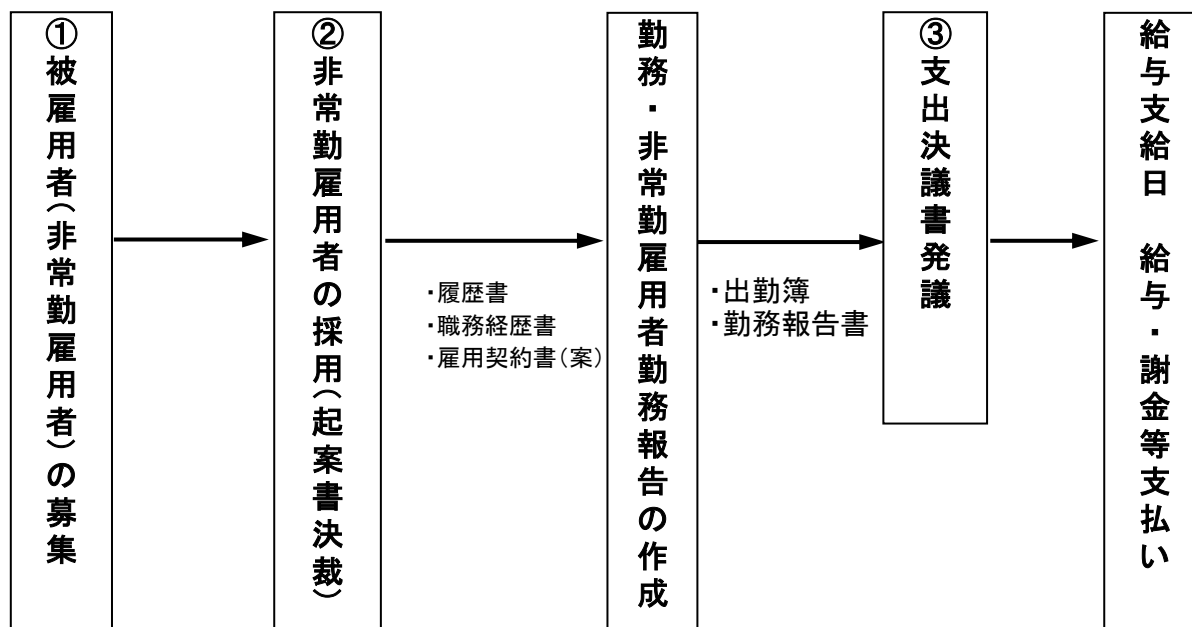 ①被雇用者(非常勤雇用者)の募集
②非常勤雇用者の採用(起案書決裁)
・履歴書
・職務経歴書
・雇用契約書(案)
勤務・非常勤雇用者勤務報告の作成
・出勤簿
・勤務報告書
③支出決議書発議
給与支給日 給与・謝金等支払い